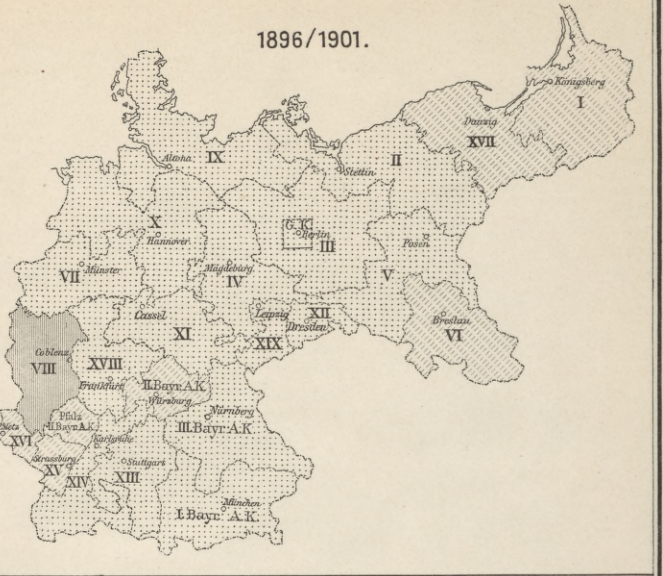 1896/1901.
Königsberg
I
Danzig
XVII
Altona
IX
II
Stettin
X
Hannover
G.K.
Berlin
III
Posen
VII
Münster
Magdeburg
IV
V
Cassel
XI
Leipzig
XII
Dresden
XIX
Breslau
VI
Coblenz
VIII
XVIII
Frankfurt
II.Bayr.A.K.
Würzburg
Nürnberg
III.Bayr.A.K.
Pfalz
II.Bayr.A.K.
Metz
XVI
Karlsruhe
Strassburg
XV
XIV
Stuttgart
XIII
München
I.Bayr. A.K.